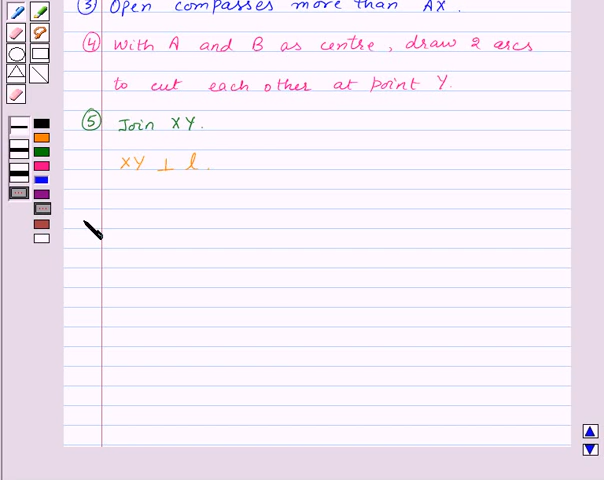 ③ Open compasses more than AX.
④ With A and B as centre, draw 2 arcs
to cut each other at point Y.
⑤ Join XY.
XY ⊥ l.